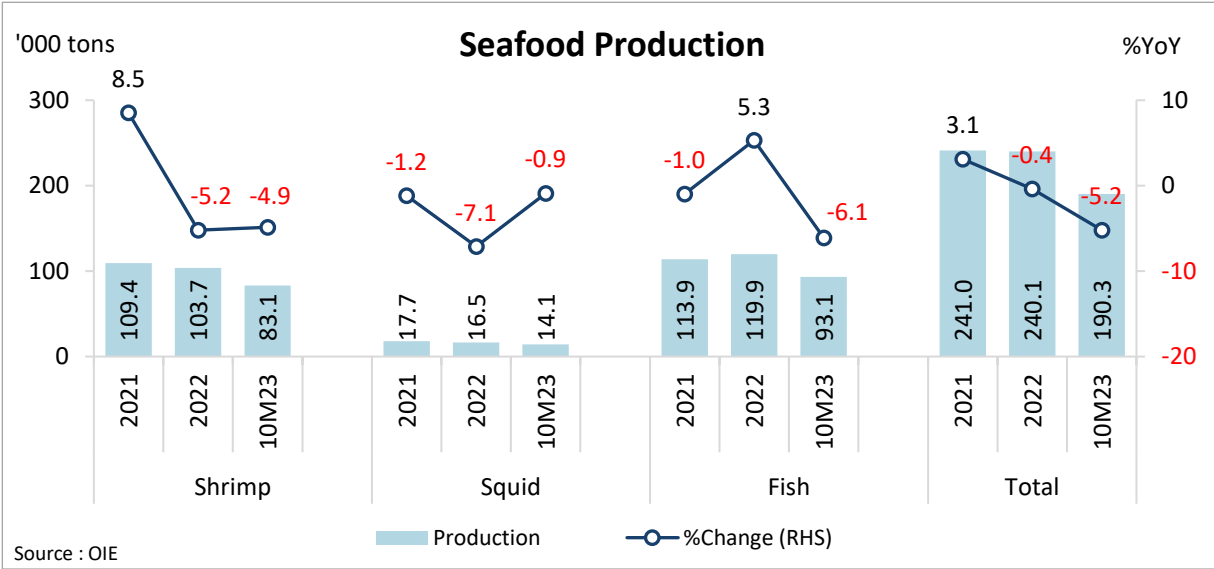 Seafood Production
'000 tons
%YoY
300
200
100
0
10
0
-10
-20
8.5
-5.2
-4.9
-1.2
-7.1
-0.9
-1.0
5.3
-6.1
3.1
-0.4
-5.2
109.4
103.7
83.1
17.7
16.5
14.1
113.9
119.9
93.1
241.0
240.1
190.3
2021
2022
10M23
2021
2022
10M23
2021
2022
10M23
2021
2022
10M23
Shrimp
Squid
Fish
Total
Production
%Change (RHS)
Source : OIE